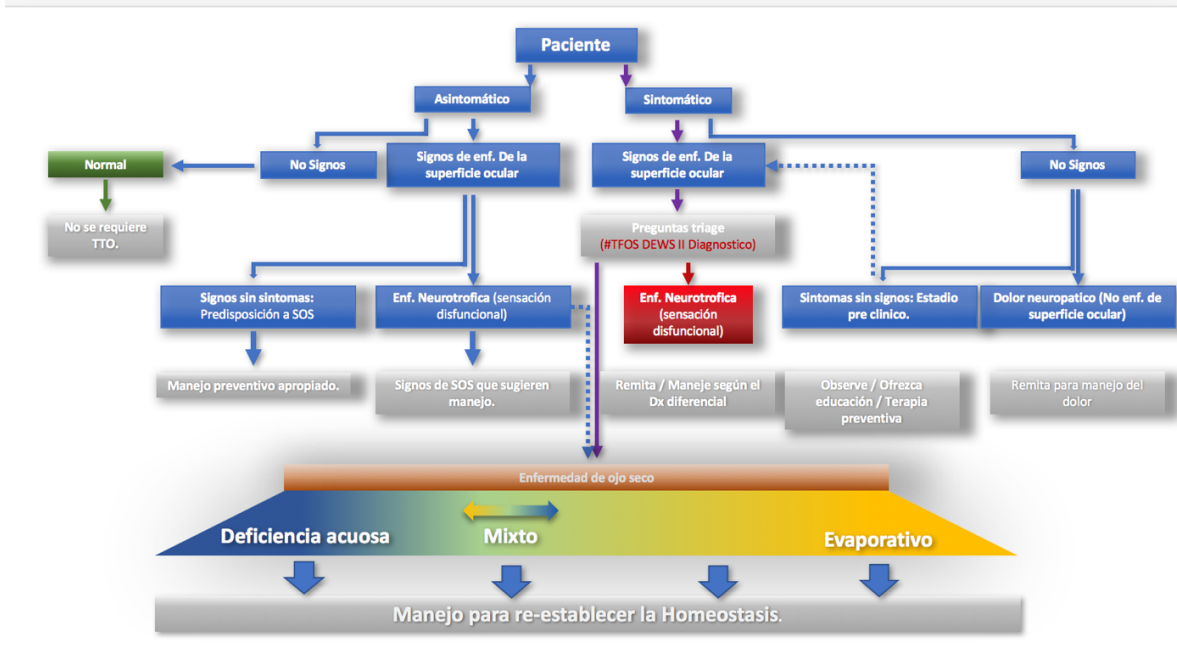 Paciente
Asintomático
Sintomático
Normal
No Signos
Signos de enf. De la
superficie ocular
Signos de enf. De la
superficie ocular
No Signos
No se requiere
TTO.
Preguntas triage
(#TFOS DEWS II Diagnostico)
Signos sin sintomas:
Predisposición a SOS
Enf. Neurotrofica (sensación
disfuncional)
Enf. Neurotrofica
(sensación
disfuncional)
Sintomas sin signos: Estadio
pre clinico.
Dolor neuropatico (No enf. de
superficie ocular)
Manejo preventivo apropiado.
Signos de SOS que sugieren
manejo.
Remita / Maneje según el
Dx diferencial
Observe / Ofrezca
educación / Terapia
preventiva
Remita para manejo del
dolor
Enfermedad de ojo seco
Deficiencia acuosa
Mixto
Evaporativo
Manejo para re-establecer la Homeostasis.